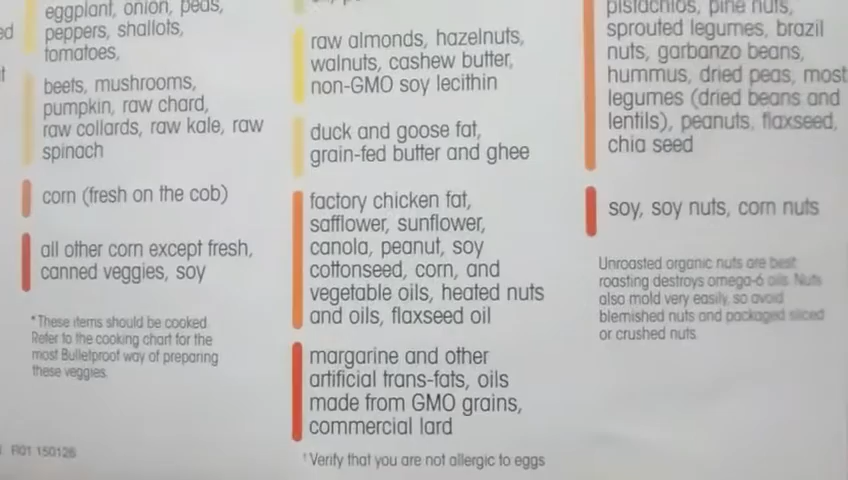 eggplant, onion, peas,
peppers, shallots,
tomatoes,
beets, mushrooms,
pumpkin, raw chard,
raw collards, raw kale, raw
spinach
corn (fresh on the cob)
all other corn except fresh,
canned veggies, soy
*These items should be cooked.
Refer to the cooking chart for the
most Bulletproof way of preparing
these veggies.
R01 150128
raw almonds, hazelnuts,
walnuts, cashew butter,
non-GMO soy lecithin
duck and goose fat,
grain-fed butter and ghee
factory chicken fat,
safflower, sunflower,
canola, peanut, soy
cottonseed, corn, and
vegetable oils, heated nuts
and oils, flaxseed oil
margarine and other
artificial trans-fats, oils
made from GMO grains,
commercial lard
†Verify that you are not allergic to eggs
pistachios, pine nuts,
sprouted legumes, brazil
nuts, garbanzo beans,
hummus, dried peas, most
legumes (dried beans and
lentils), peanuts, flaxseed,
chia seed
soy, soy nuts, corn nuts
Unroasted organic nuts are best
roasting destroys omega-6 oils. Nuts
also mold very easily, so avoid
blemished nuts and packaged sliced
or crushed nuts.